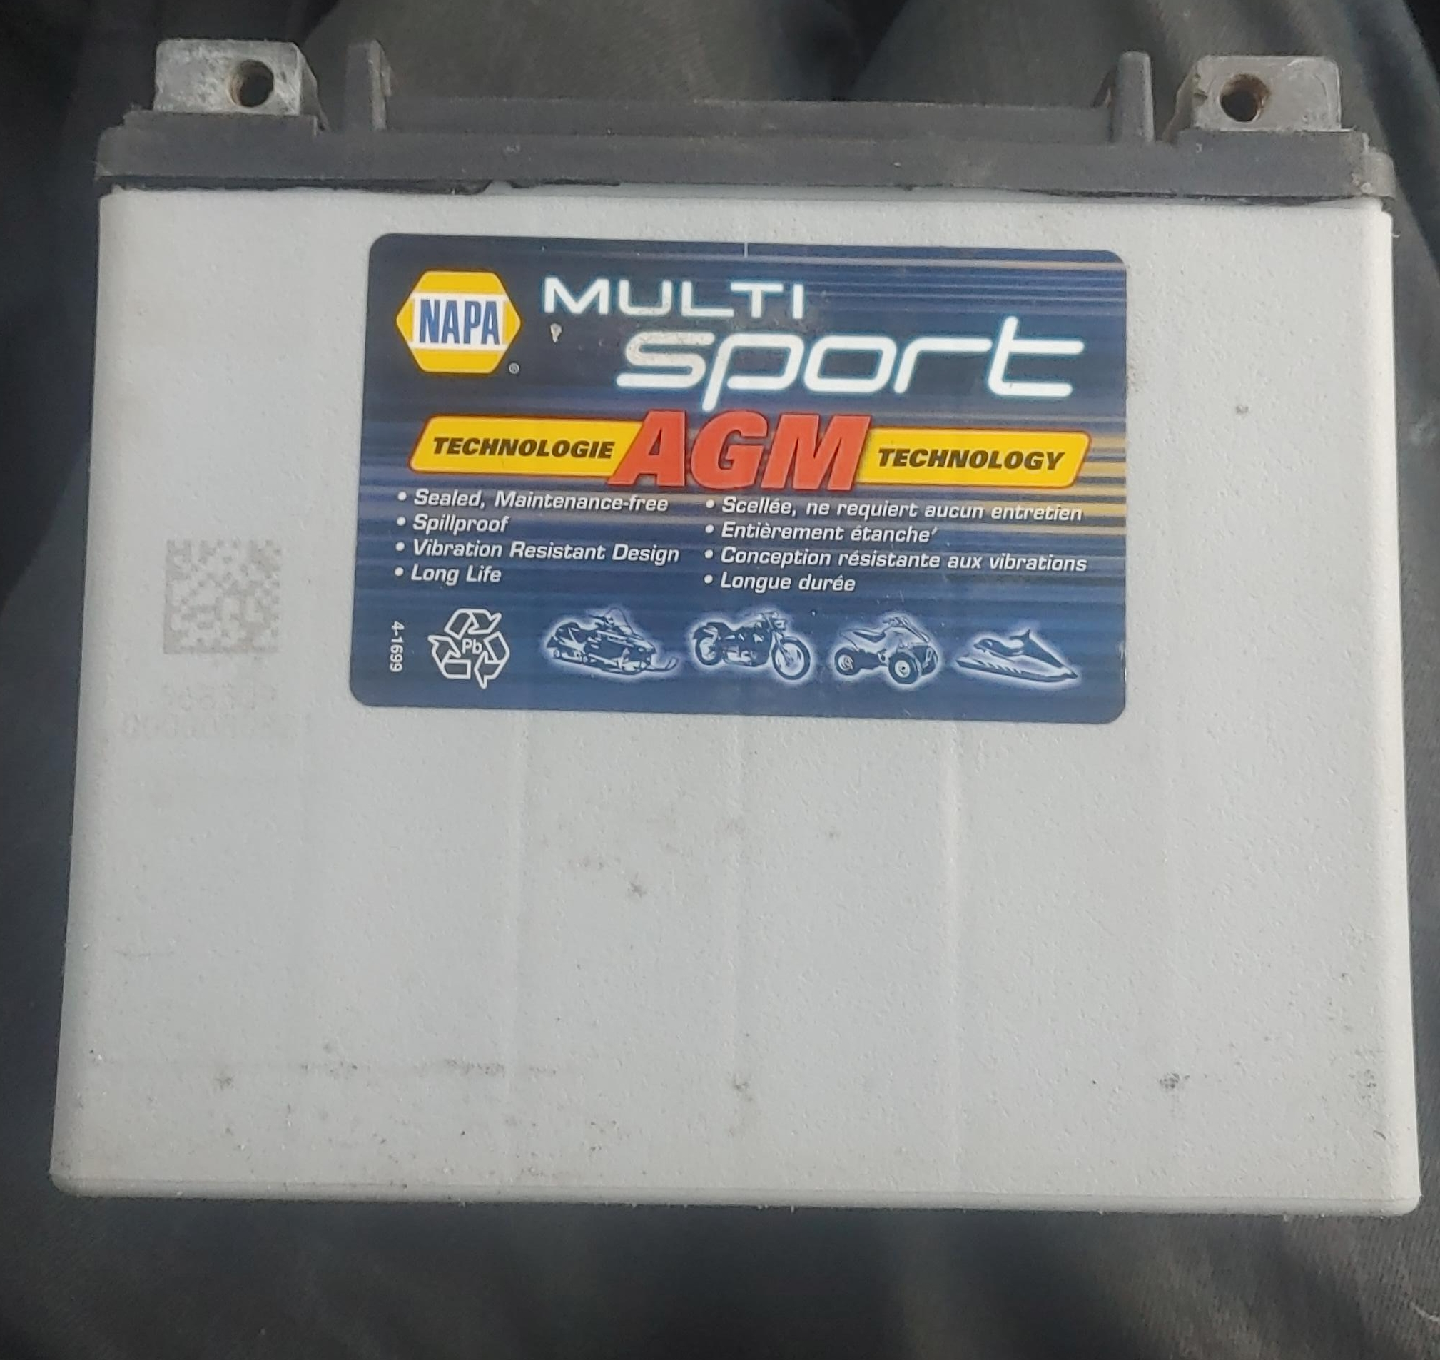 NAPA
MULTI
sport
TECHNOLOGIE AGM TECHNOLOGY
• Sealed, Maintenance-free
• Spillproof
• Vibration Resistant Design
• Long Life
• Scellée, ne requiert aucun entretien
• Entièrement étanche
• Conception résistante aux vibrations
• Longue durée
4-1699
Pb